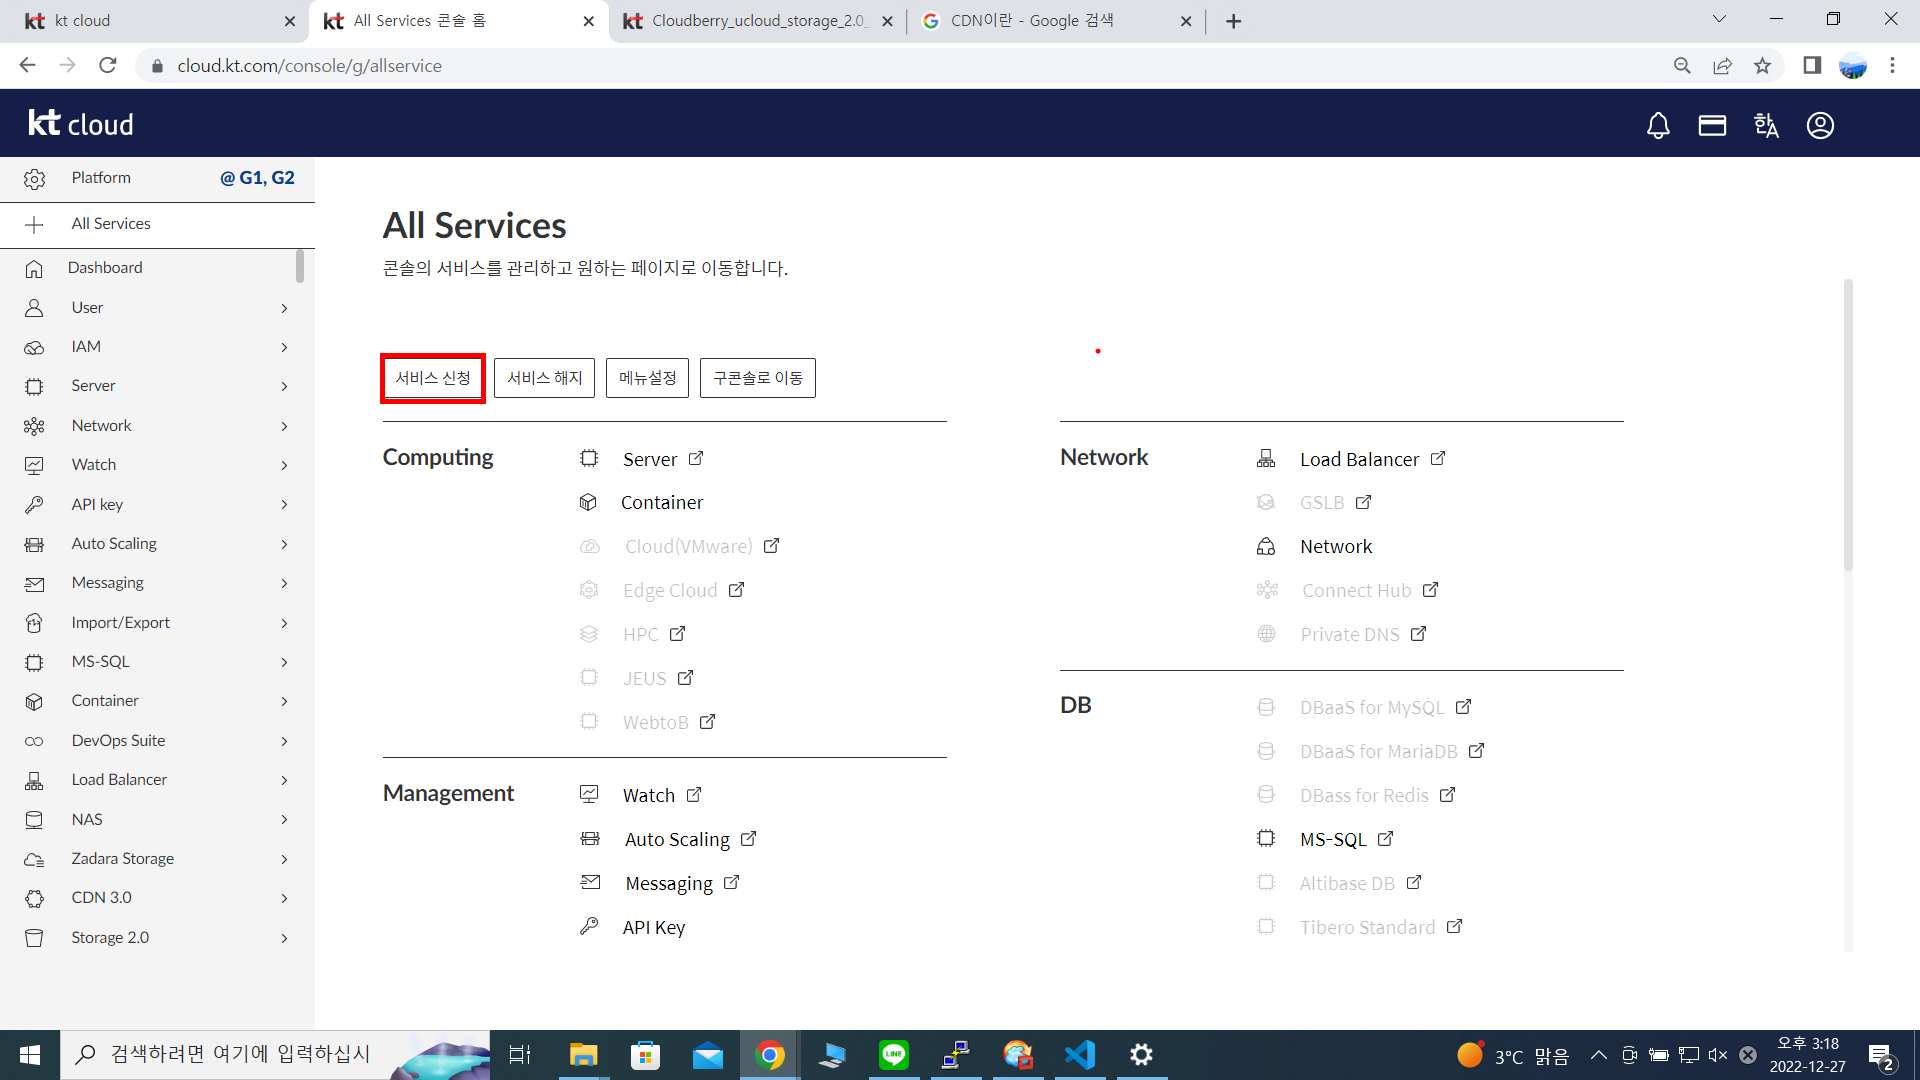 kt kt cloud
kt All Services 콘솔 홈
kt Cloudberry_ucloud_storage_2.0_
G CDN이란 - Google 검색
cloud.kt.com/console/g/allservice
kt cloud
한A
Platform @ G1, G2
All Services
Dashboard
User
IAM
Server
Network
Watch
API key
Auto Scaling
Messaging
Import/Export
MS-SQL
Container
DevOps Suite
Load Balancer
NAS
Zadara Storage
CDN 3.0
Storage 2.0
All Services
콘솔의 서비스를 관리하고 원하는 페이지로 이동합니다.
서비스 신청 서비스 해지 메뉴설정 구콘솔로 이동
Computing
Server
Container
Cloud(VMware)
Edge Cloud
HPC
JEUS
WebtoB
Management
Watch
Auto Scaling
Messaging
API Key
Network
Load Balancer
GSLB
Network
Connect Hub
Private DNS
DB
DBaaS for MySQL
DBaaS for MariaDB
DBass for Redis
MS-SQL
Altibase DB
Tibero Standard
검색하려면 여기에 입력하십시
LINE
3°C 맑음
오후 3:18
2022-12-27
2